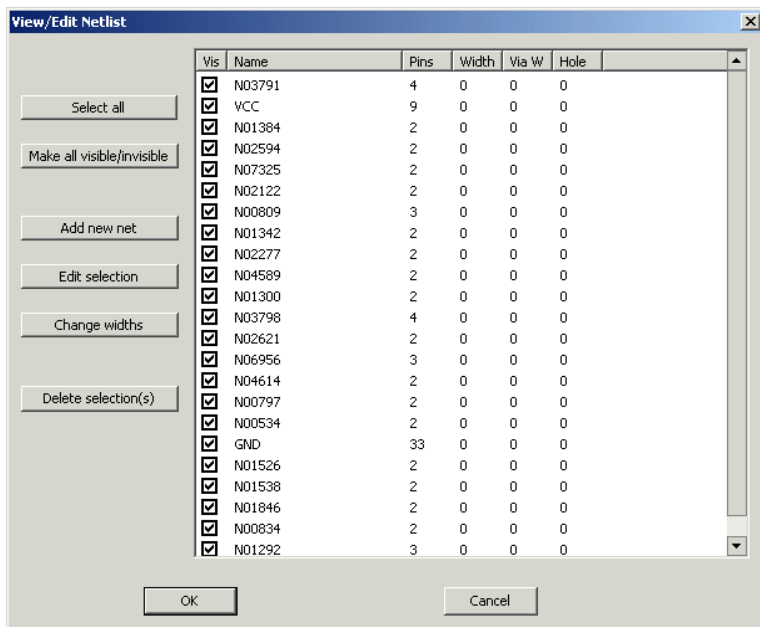 View/Edit Netlist
Vis Name Pins Width Via W Hole
N03791 4 0 0 0
VCC 9 0 0 0
N01384 2 0 0 0
N02594 2 0 0 0
N07325 2 0 0 0
N02122 2 0 0 0
N00809 3 0 0 0
N01342 2 0 0 0
N02277 2 0 0 0
N04589 2 0 0 0
N01300 2 0 0 0
N03798 4 0 0 0
N02621 2 0 0 0
N06956 3 0 0 0
N04614 2 0 0 0
N00797 2 0 0 0
N00534 2 0 0 0
GND 33 0 0 0
N01526 2 0 0 0
N01538 2 0 0 0
N01846 2 0 0 0
N00834 2 0 0 0
N01292 3 0 0 0
Select all
Make all visible/invisible
Add new net
Edit selection
Change widths
Delete selection(s)
OK
Cancel